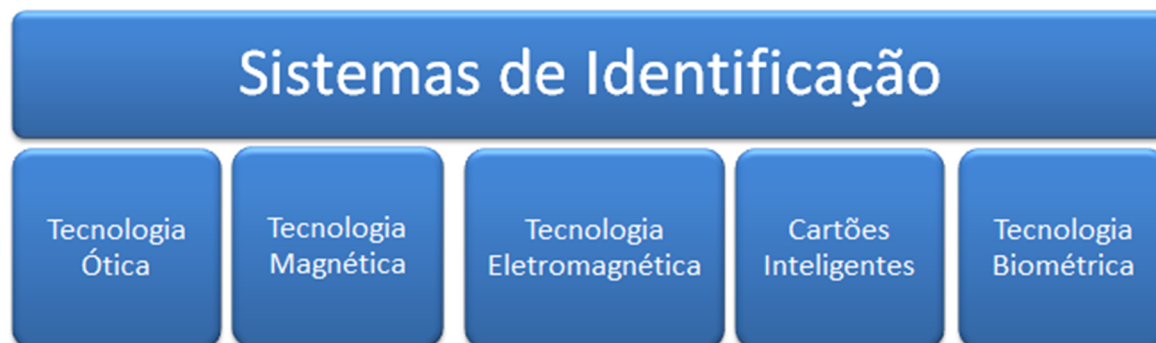 Sistemas de Identificação
Tecnologia
Ótica
Tecnologia
Magnética
Tecnologia
Eletromagnética
Cartões
Inteligentes
Tecnologia
Biométrica